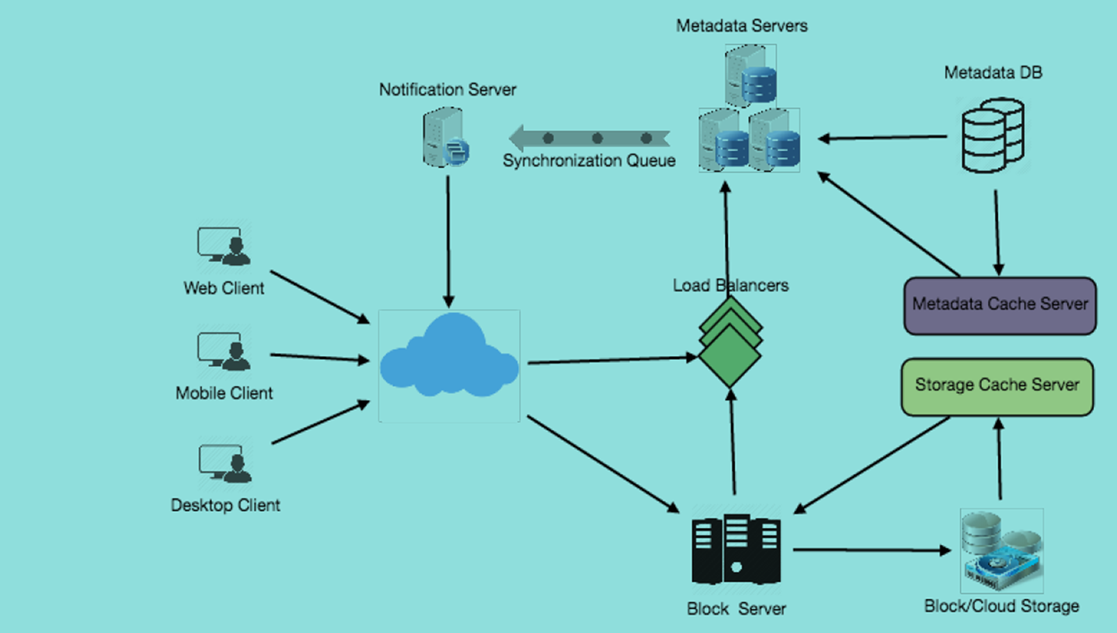 Metadata Servers
Metadata DB
Notification Server
Synchronization Queue
Web Client
Load Balancers
Metadata Cache Server
Mobile Client
Storage Cache Server
Desktop Client
Block Server
Block/Cloud Storage